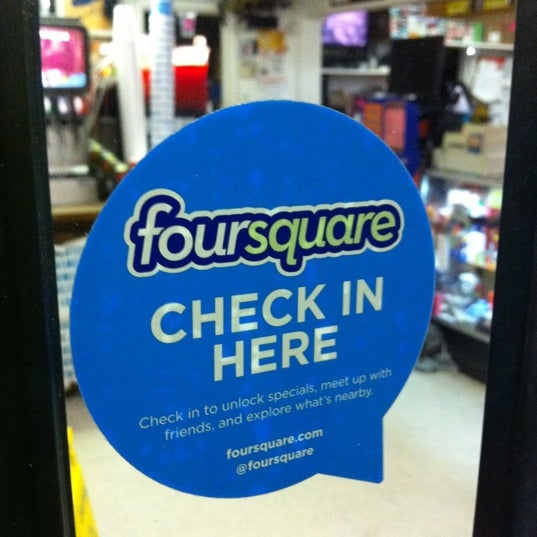 foursquare
CHECK IN
HERE
Check in to unlock specials, meet up with
friends, and explore what's nearby.
foursquare.com
@foursquare